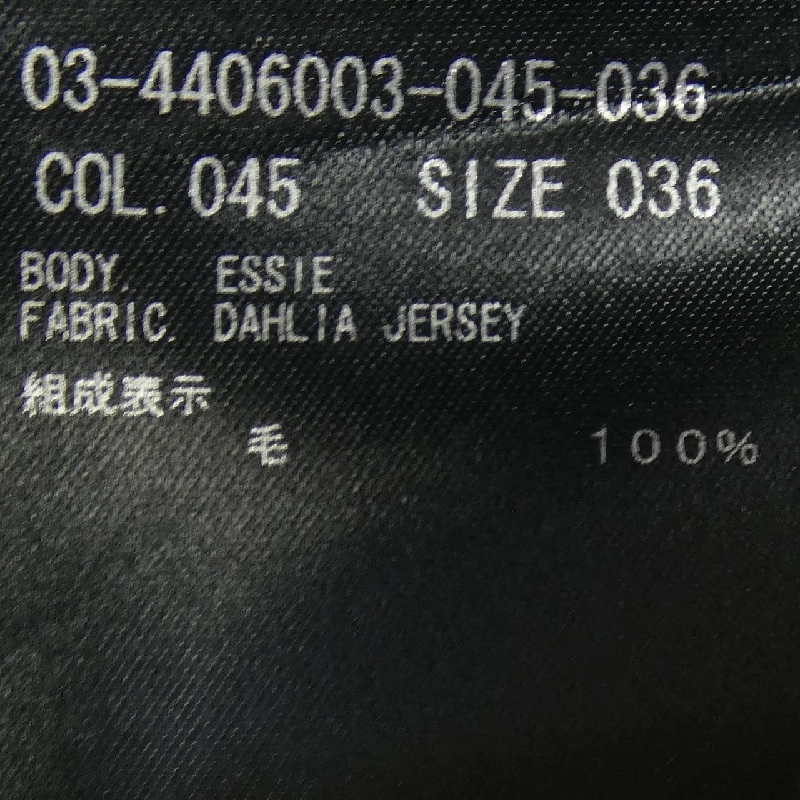 03-4406003-045-036
COL. 045 SIZE 036
BODY. ESSIE
FABRIC. DAHLIA JERSEY
組成表示
毛 100%